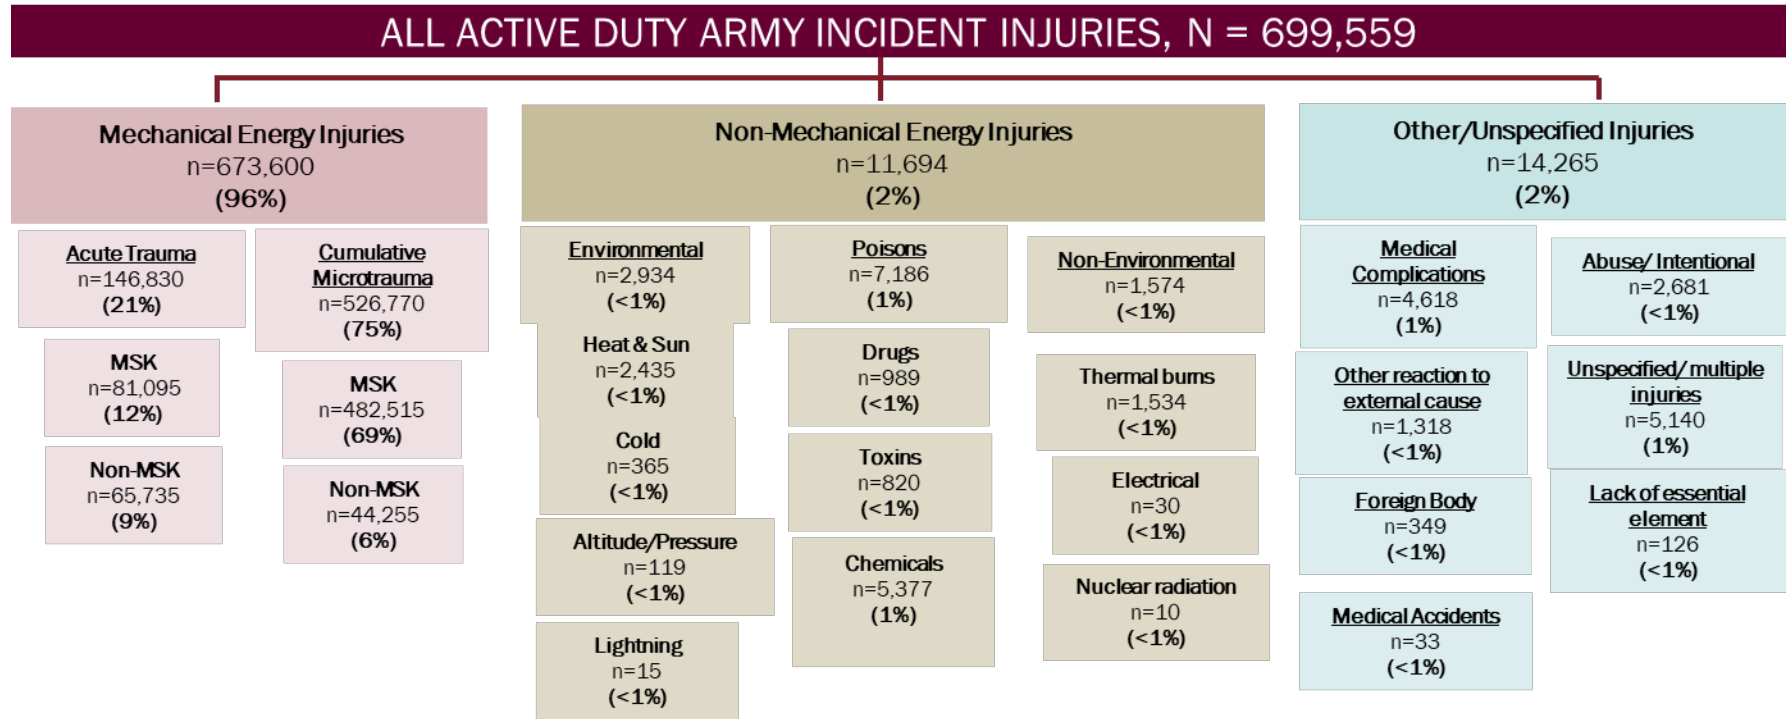 ALL ACTIVE DUTY ARMY INCIDENT INJURIES, N = 699,559
Mechanical Energy Injuries
n=673,600
(96%)
Acute Trauma
n=146,830
(21%)
MSK
n=81,095
(12%)
Non-MSK
n=65,735
(9%)
Cumulative
Microtrauma
n=526,770
(75%)
MSK
n=482,515
(69%)
Non-MSK
n=44,255
(6%)
Non-Mechanical Energy Injuries
n=11,694
(2%)
Environmental
n=2,934
(<1%)
Heat & Sun
n=2,435
(<1%)
Cold
n=365
(<1%)
Altitude/Pressure
n=119
(<1%)
Lightning
n=15
(<1%)
Poisons
n=7,186
(1%)
Drugs
n=989
(<1%)
Toxins
n=820
(<1%)
Chemicals
n=5,377
(1%)
Non-Environmental
n=1,574
(<1%)
Thermal burns
n=1,534
(<1%)
Electrical
n=30
(<1%)
Nuclear radiation
n=10
(<1%)
Other/Unspecified Injuries
n=14,265
(2%)
Medical
Complications
n=4,618
(1%)
Other reaction to
external cause
n=1,318
(<1%)
Foreign Body
n=349
(<1%)
Medical Accidents
n=33
(<1%)
Abuse/ Intentional
n=2,681
(<1%)
Unspecified/ multiple
injuries
n=5,140
(1%)
Lack of essential
element
n=126
(<1%)